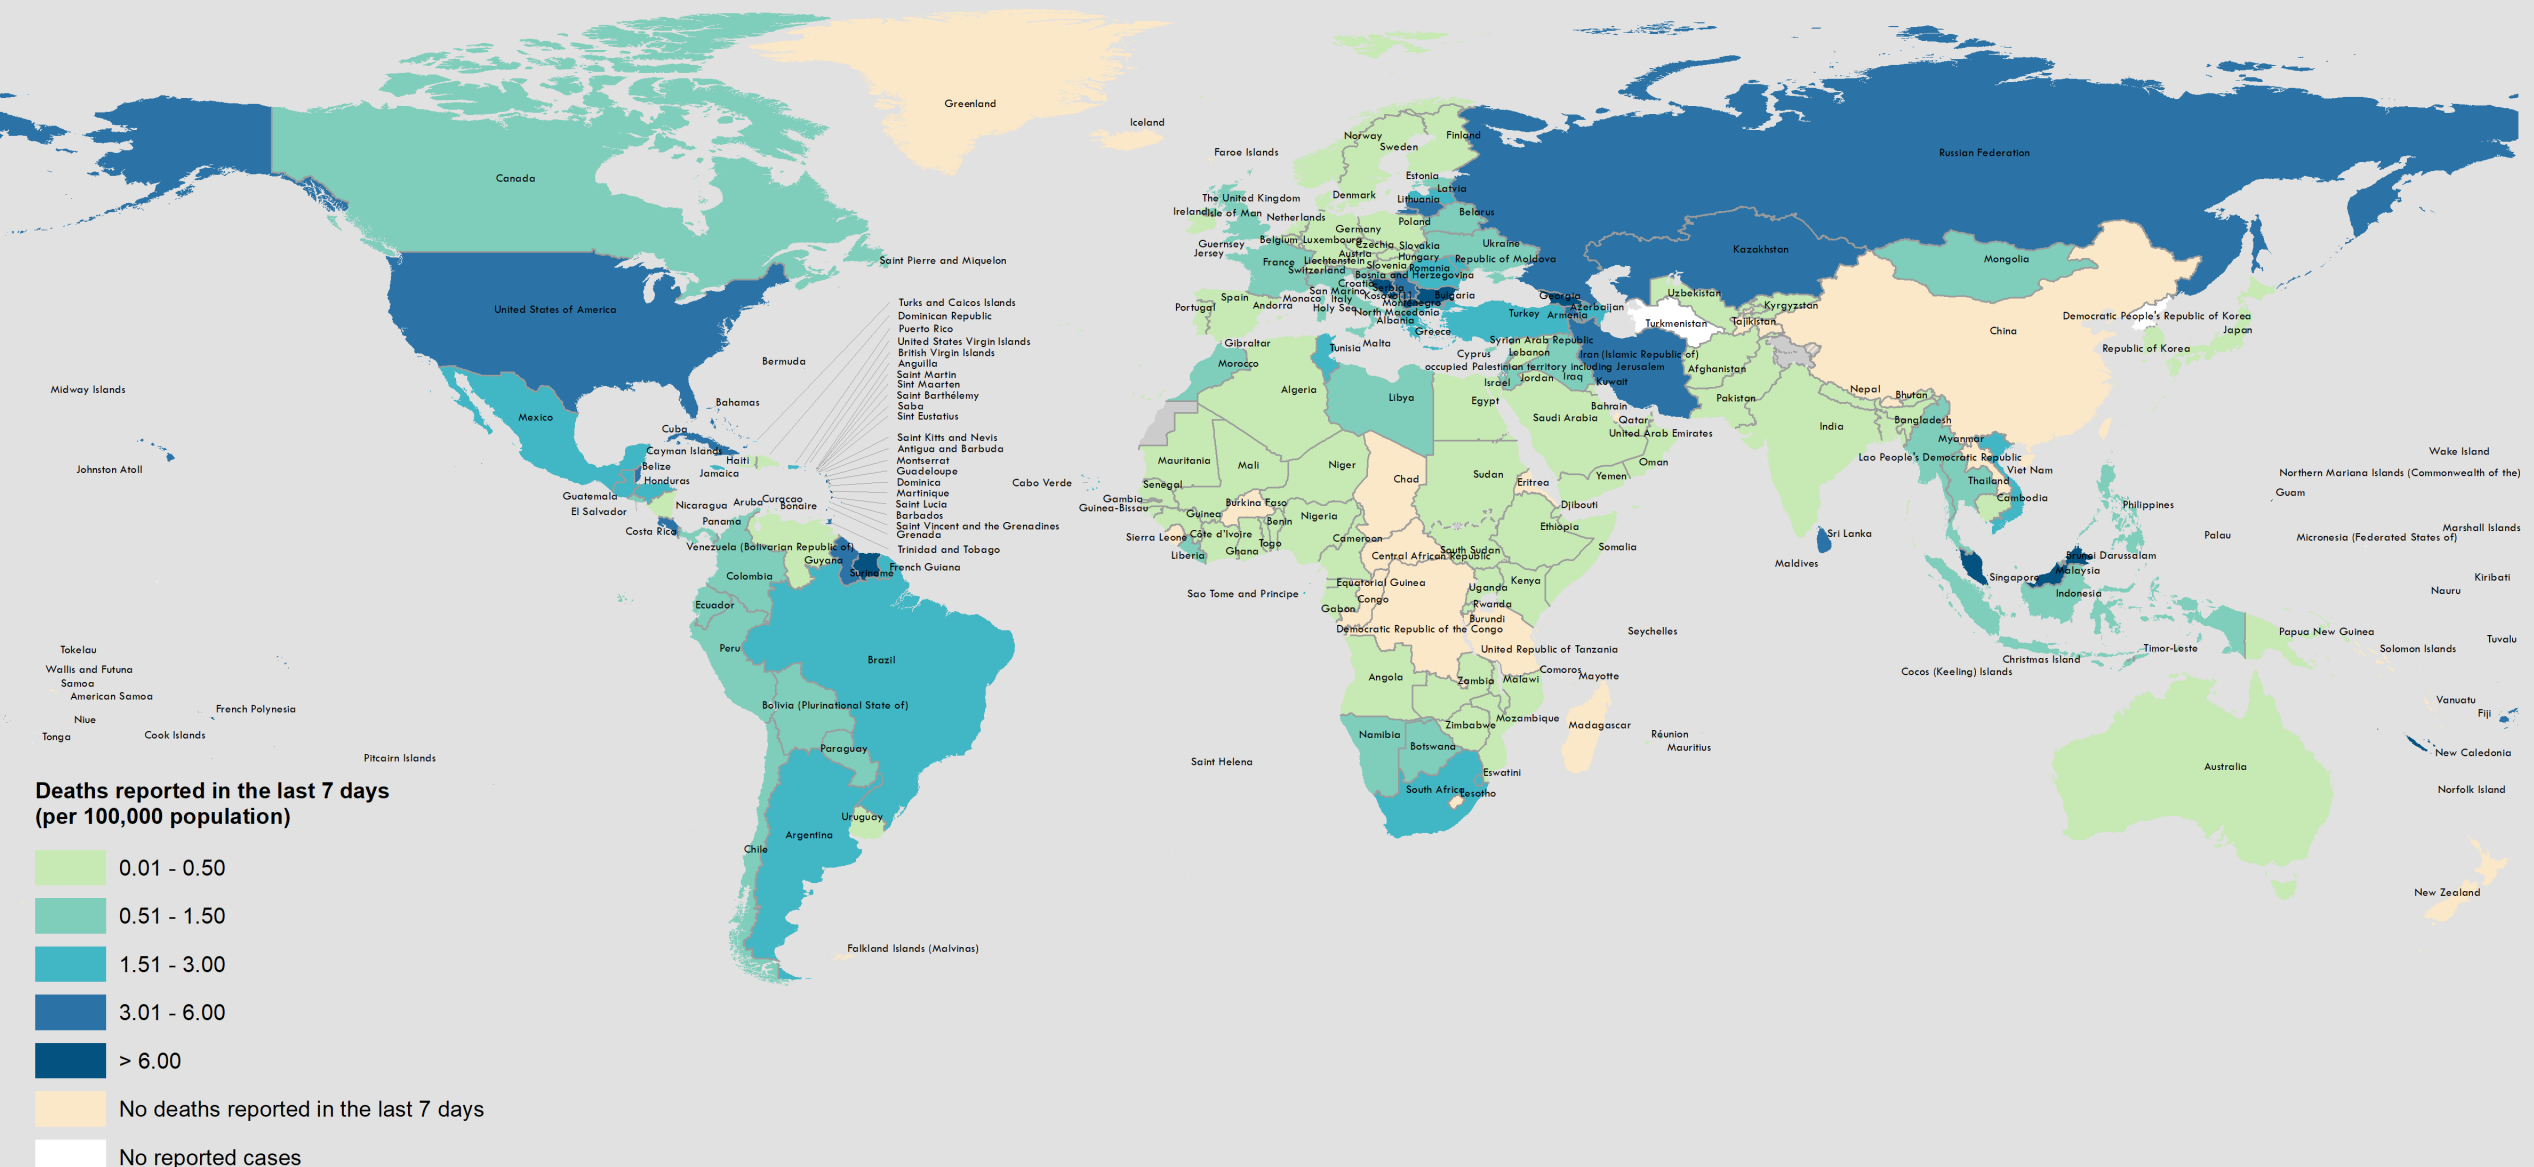 Greenland
Iceland
Faroe Islands
Norway
Finland
Sweden
Russian Federation
Canada
Estonia
Latvia
Denmark
Lithuania
The United Kingdom
Ireland
Isle of Man
Netherlands
Belarus
Poland
Germany
Guernsey
Belgium
Luxembourg
Czechia
Slovakia
Ukraine
Jersey
Austria
Hungary
Republic of Moldova
France
Liechtenstein
Slovenia
Romania
Switzerland
Bosnia and Herzegovina
Croatia
Serbia
San Marino
Kosovo[1]
Bulgaria
Monaco
Italy
Montenegro
Andorra
Spain
Portugal
Holy See
North Macedonia
Albania
Greece
Georgia
Azerbaijan
Turkey
Armenia
Kazakhstan
Mongolia
Uzbekistan
Kyrgyzstan
Turkmenistan
Tajikistan
China
Democratic People's Republic of Korea
Japan
Republic of Korea
Saint Pierre and Miquelon
United States of America
Turks and Caicos Islands
Dominican Republic
Puerto Rico
United States Virgin Islands
British Virgin Islands
Anguilla
Saint Martin
Sint Maarten
Saint Barthélemy
Saba
Sint Eustatius
Saint Kitts and Nevis
Antigua and Barbuda
Montserrat
Guadeloupe
Dominica
Martinique
Saint Lucia
Barbados
Saint Vincent and the Grenadines
Grenada
Trinidad and Tobago
Bermuda
Midway Islands
Johnston Atoll
Bahamas
Mexico
Cuba
Cayman Islands
Haiti
Belize
Jamaica
Honduras
Guatemala
El Salvador
Nicaragua
Aruba
Curacao
Bonaire
Costa Rica
Panama
Venezuela (Bolivarian Republic of)
Guyana
Suriname
French Guiana
Colombia
Ecuador
Peru
Brazil
Bolivia (Plurinational State of)
Paraguay
Uruguay
Argentina
Chile
Falkland Islands (Malvinas)
Gibraltar
Tunisia
Malta
Cyprus
Syrian Arab Republic
Lebanon
Iran (Islamic Republic of)
occupied Palestinian territory including Jerusalem
Israel
Jordan
Iraq
Kuwait
Afghanistan
Morocco
Algeria
Libya
Egypt
Saudi Arabia
Bahrain
Qatar
United Arab Emirates
Pakistan
Nepal
Bhutan
India
Bangladesh
Myanmar
Lao People's Democratic Republic
Viet Nam
Thailand
Cambodia
Philippines
Oman
Yemen
Cabo Verde
Mauritania
Mali
Niger
Chad
Sudan
Eritrea
Senegal
Gambia
Guinea-Bissau
Guinea
Burkina Faso
Benin
Nigeria
Djibouti
Ethiopia
Sierra Leone
Côte d'Ivoire
Liberia
Ghana
Togo
Cameroon
Central African Republic
South Sudan
Somalia
Equatorial Guinea
Uganda
Kenya
Sao Tome and Principe
Gabon
Congo
Rwanda
Burundi
Democratic Republic of the Congo
United Republic of Tanzania
Seychelles
Angola
Zambia
Malawi
Comoros
Mayotte
Mozambique
Zimbabwe
Madagascar
Namibia
Botswana
Réunion
Mauritius
Saint Helena
Eswatini
South Africa
Lesotho
Sri Lanka
Maldives
Brunei Darussalam
Malaysia
Singapore
Indonesia
Timor-Leste
Christmas Island
Cocos (Keeling) Islands
Papua New Guinea
Solomon Islands
Wake Island
Northern Mariana Islands (Commonwealth of the)
Guam
Palau
Marshall Islands
Micronesia (Federated States of)
Kiribati
Nauru
Tuvalu
Vanuatu
Fiji
New Caledonia
Australia
Norfolk Island
New Zealand
Tokelau
Wallis and Futuna
Samoa
American Samoa
Niue
French Polynesia
Tonga
Cook Islands
Pitcairn Islands
Deaths reported in the last 7 days
(per 100,000 population)
0.01 - 0.50
0.51 - 1.50
1.51 - 3.00
3.01 - 6.00
> 6.00
No deaths reported in the last 7 days
No reported cases